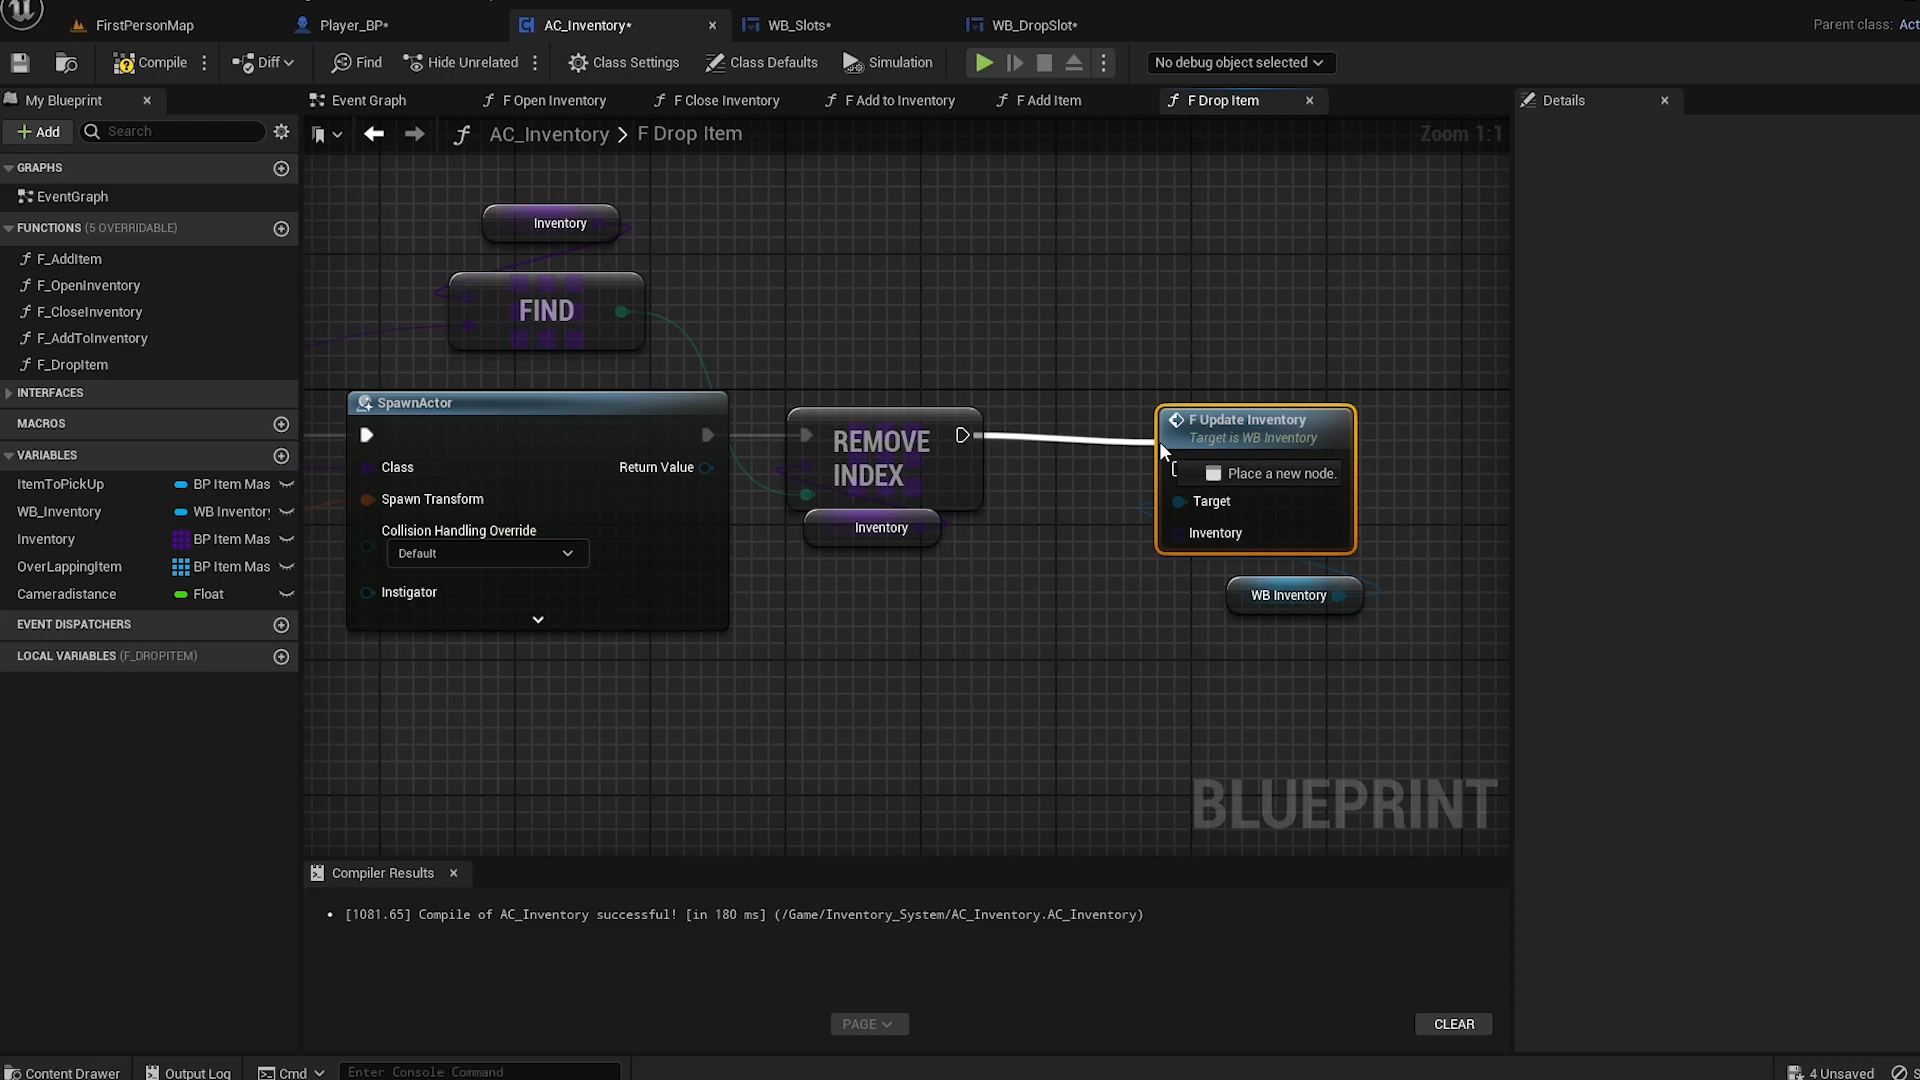 FirstPersonMap
Player_BP*
AC_Inventory*
WB_Slots*
WB_DropSlot*
Parent class:
Compile
Diff
Find
Hide Unrelated
Class Settings
Class Defaults
Simulation
No debug object selected
My Blueprint
Event Graph
F Open Inventory
F Close Inventory
F Add to Inventory
F Add Item
F Drop Item
Details
Add
Search
AC_Inventory > F Drop Item
Zoom 1:1
GRAPHS
EventGraph
FUNCTIONS (5 OVERRIDABLE)
F_AddItem
F_OpenInventory
F_CloseInventory
F_AddToInventory
F_DropItem
INTERFACES
MACROS
VARIABLES
ItemToPickUp BP Item Mas
WB_Inventory WB Inventory
Inventory BP Item Mas
OverLappingItem BP Item Mas
Cameradistance Float
EVENT DISPATCHERS
LOCAL VARIABLES (F_DROPITEM)
Inventory
FIND
SpawnActor
Class
Return Value
Spawn Transform
Collision Handling Override
Default
Instigator
REMOVE
INDEX
Inventory
F Update Inventory
Target is WB Inventory
Place a new node.
Target
Inventory
WB Inventory
BLUEPRINT
Compiler Results
• [1081.65] Compile of AC_Inventory successful! [in 180 ms] (/Game/Inventory_System/AC_Inventory.AC_Inventory)
PAGE
CLEAR
Content Drawer
Output Log
Cmd
Enter Console Command
4 Unsaved